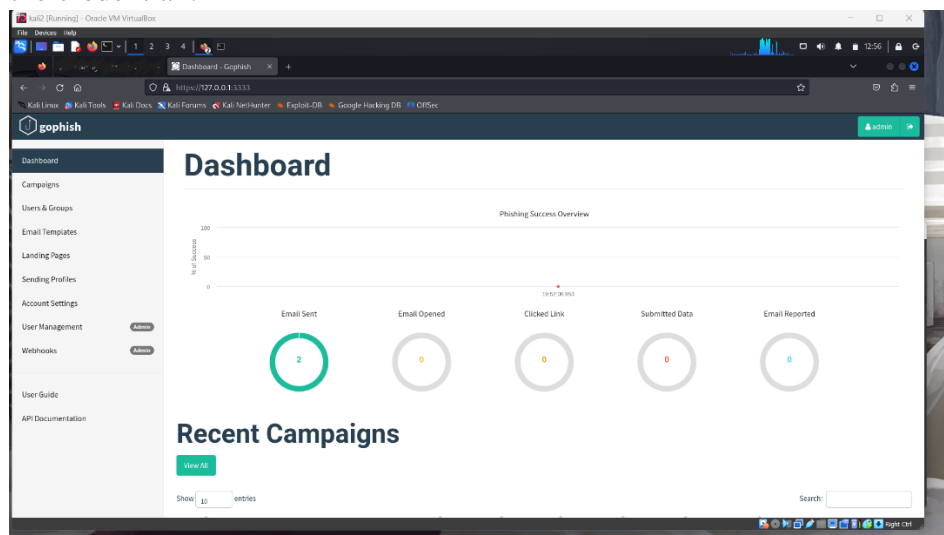 kali2 [Running] - Oracle VM VirtualBox
File Devices Help
1 2 3 4 12:56
Dashboard - Gophish × +
https://127.0.0.1:3333
Kali Linux Kali Tools Kali Docs Kali Forums Kali NetHunter Exploit-DB Google Hacking DB OffSec
gophish admin
Dashboard
Campaigns
Users & Groups
Email Templates
Landing Pages
Sending Profiles
Account Settings
User Management Admin
Webhooks Admin
User Guide
API Documentation
Dashboard
Phishing Success Overview
% of Success
100
50
0
Email Sent Email Opened Clicked Link Submitted Data Email Reported
2 0 0 0 0
Recent Campaigns
View All
Show 10 entries Search:
Right Ctrl